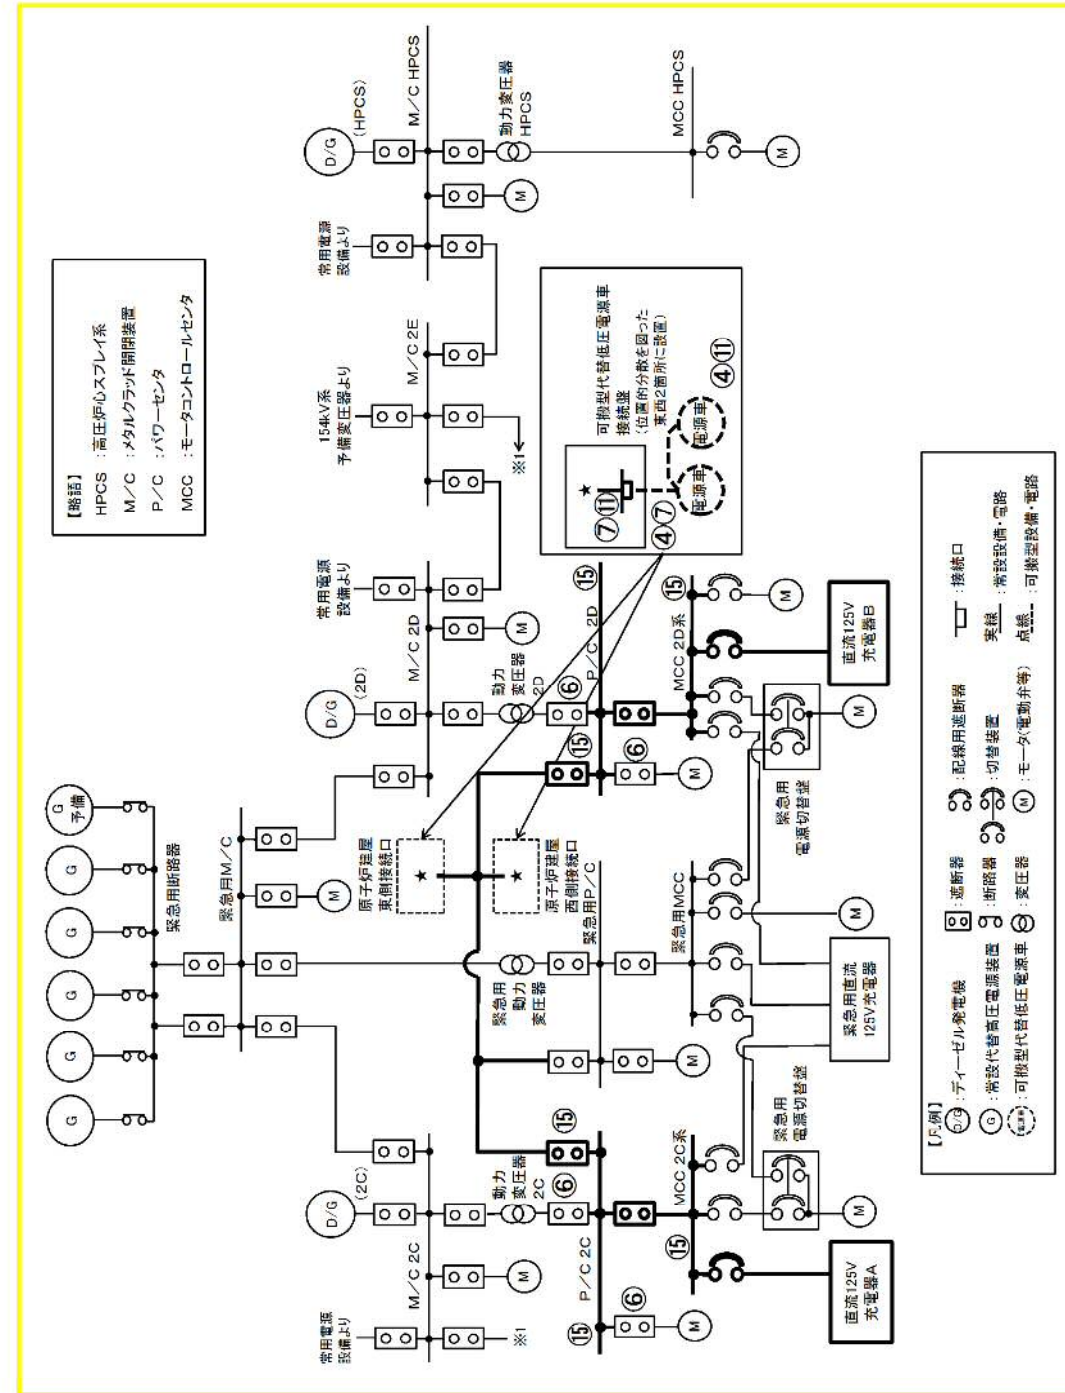 【略語】
HPCS :高圧炉心スプレイ系
M/C :メタルクラッド開閉装置
P/C :パワーセンタ
MCC :モータコントロールセンタ
G
G
G
G
G
G
予備
緊急用断路器
緊急用M/C
M
常用電源
設備より
D/G
(2C)
M/C 2C
※1
M
動力
変圧器
2C
⑥
⑮
P/C 2C
⑮
⑥
M
MCC 2C系
⑮
直流125V
充電器A
緊急用
電源切替盤
M
緊急用
動力
変圧器
緊急用P/C
M
緊急用MCC
M
緊急用直流
125V充電器
原子炉建屋
東側接続口
★
原子炉建屋
西側接続口
★
D/G
(2D)
常用電源
設備より
M/C 2D
M
動力
変圧器
2D
⑥
⑮
P/C 2D
⑮
⑥
M
MCC 2D系
⑮
M
緊急用
電源切替盤
M
直流125V
充電器B
154kV系
予備変圧器より
M/C 2E
※1
常用電源
設備より
D/G
(HPCS)
M/C HPCS
M
動力変圧器
HPCS
MCC HPCS
M
★
⑦⑪
可搬型代替低圧電源車
接続盤
(位置的分散を図った
東西2箇所に設置)
④⑦
電源車
電源車
④⑪
【凡例】
D/G :ディーゼル発電機
G :常設代替高圧電源装置
電源車 :可搬型代替低圧電源車
:遮断器
:断路器
:変圧器
:配線用遮断器
:切替装置
M :モータ(電動弁等)
:接続口
実線 :常設設備・電路
点線 :可搬型設備・電路